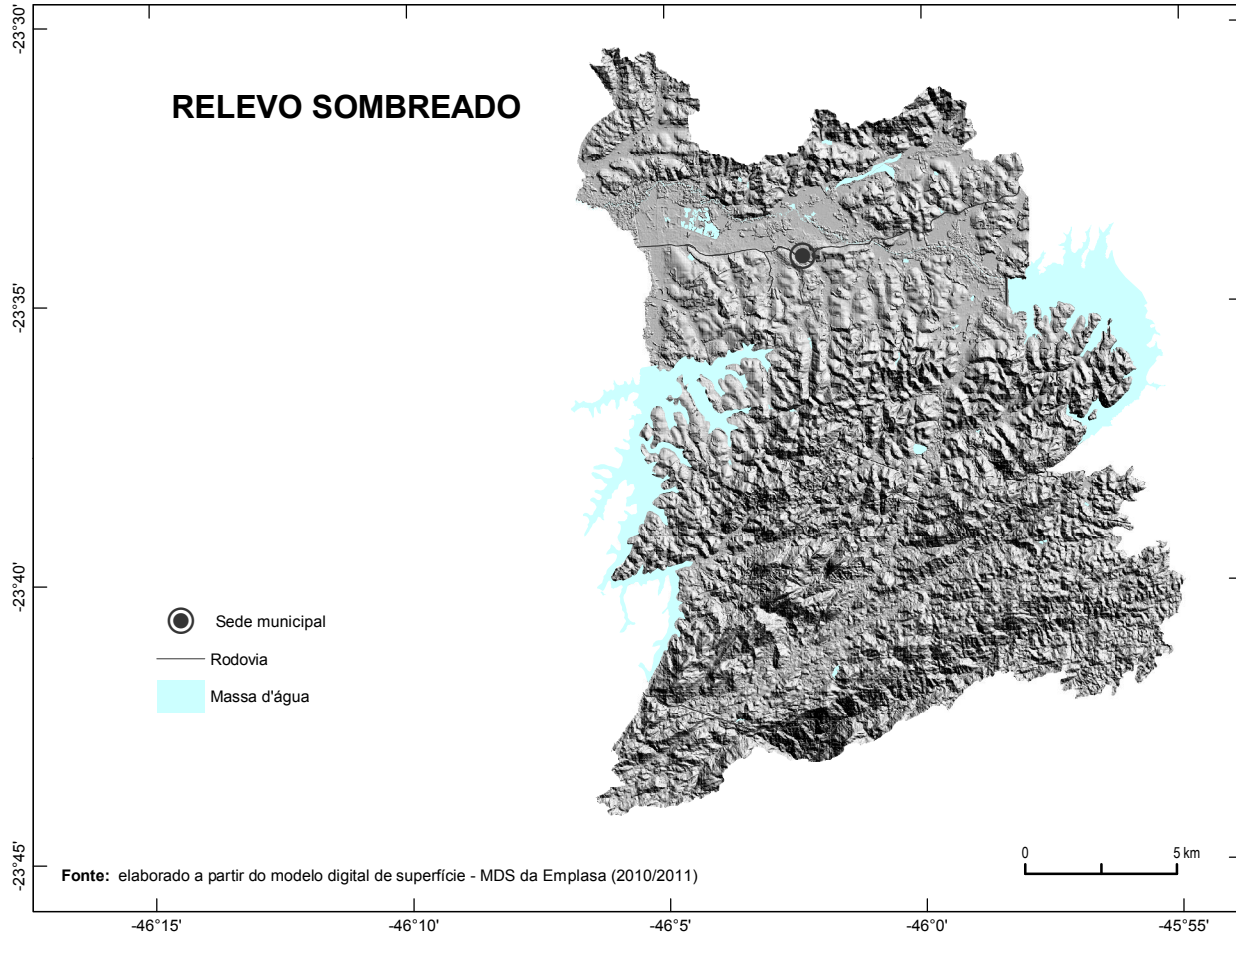 -23°30'
RELEVO SOMBREADO
-23°35'
-23°40'
Sede municipal
Rodovia
Massa d'água
-23°45'
0 5 km
Fonte: elaborado a partir do modelo digital de superfície - MDS da Emplasa (2010/2011)
-46°15' -46°10' -46°5' -46°0' -45°55'